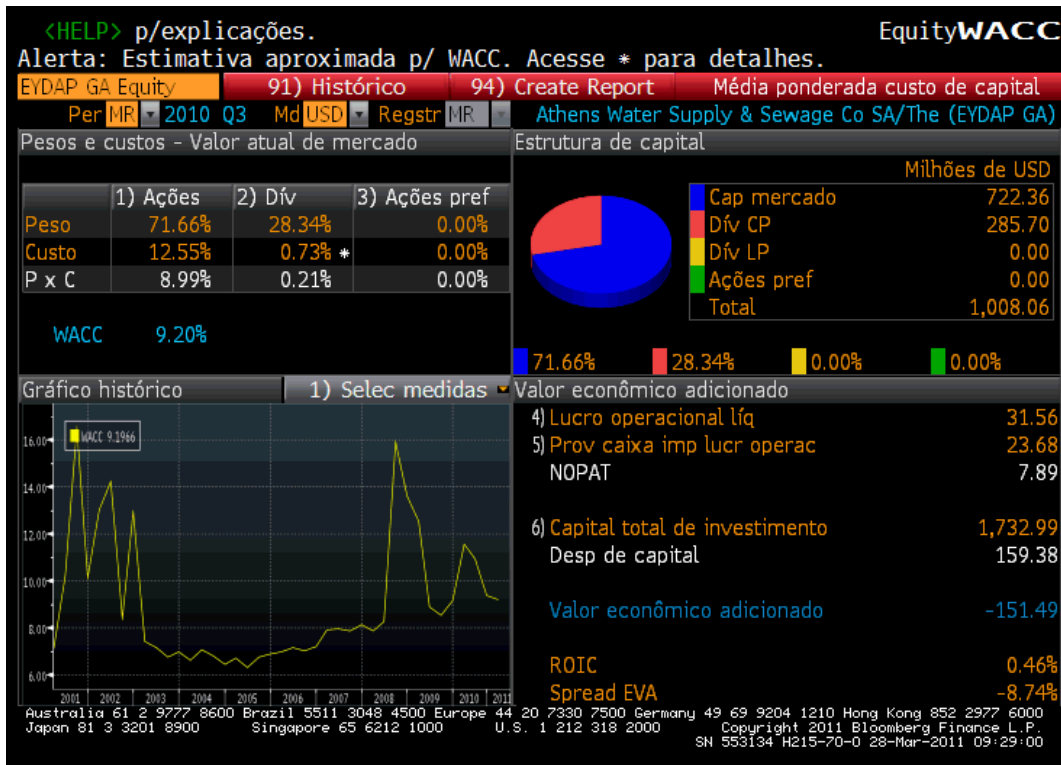 <HELP> p/explicações. EquityWACC
Alerta: Estimativa aproximada p/ WACC. Acesse * para detalhes.
EYDAP GA Equity 91) Histórico 94) Create Report Média ponderada custo de capital
Per MR 2010 Q3 Md USD Registr MR Athens Water Supply & Sewage Co SA/The (EYDAP GA)
Pesos e custos - Valor atual de mercado
1) Ações 2) Dív 3) Ações pref
Peso 71.66% 28.34% 0.00%
Custo 12.55% 0.73% * 0.00%
P x C 8.99% 0.21% 0.00%
WACC 9.20%
Estrutura de capital
Milhões de USD
Cap mercado 722.36
Dív CP 285.70
Dív LP 0.00
Ações pref 0.00
Total 1,008.06
71.66% 28.34% 0.00% 0.00%
Gráfico histórico 1) Selec medidas
WACC 9.1966
16.00
14.00
12.00
10.00
8.00
6.00
2001 2002 2003 2004 2005 2006 2007 2008 2009 2010 2011
Valor econômico adicionado
4) Lucro operacional líq 31.56
5) Prov caixa imp lucr operac 23.68
NOPAT 7.89
6) Capital total de investimento 1,732.99
Desp de capital 159.38
Valor econômico adicionado -151.49
ROIC 0.46%
Spread EVA -8.74%
Australia 61 2 9777 8600 Brazil 5511 3048 4500 Europe 44 20 7330 7500 Germany 49 69 9204 1210 Hong Kong 852 2977 6000
Japan 81 3 3201 8900 Singapore 65 6212 1000 U.S. 1 212 318 2000 Copyright 2011 Bloomberg Finance L.P.
SN 553134 H215-70-0 28-Mar-2011 09:29:00